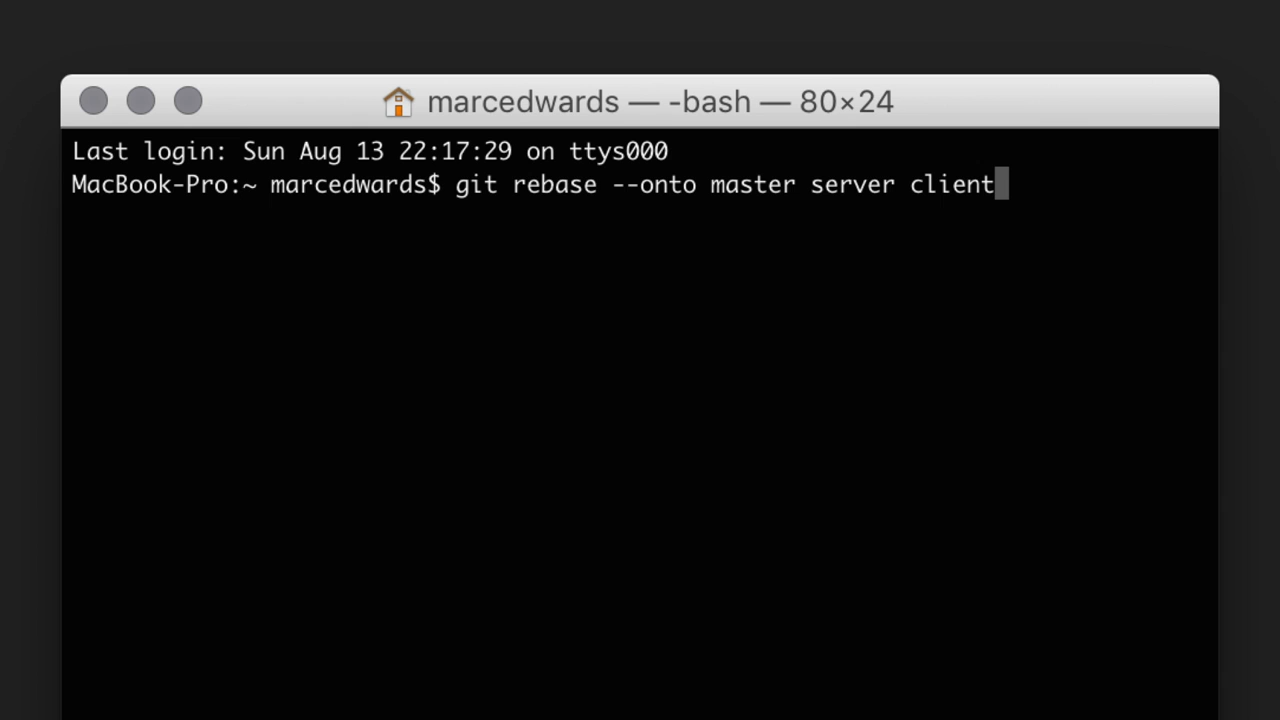 marcedwards — -bash — 80×24
Last login: Sun Aug 13 22:17:29 on ttys000
MacBook-Pro:~ marcedwards$ git rebase --onto master server client